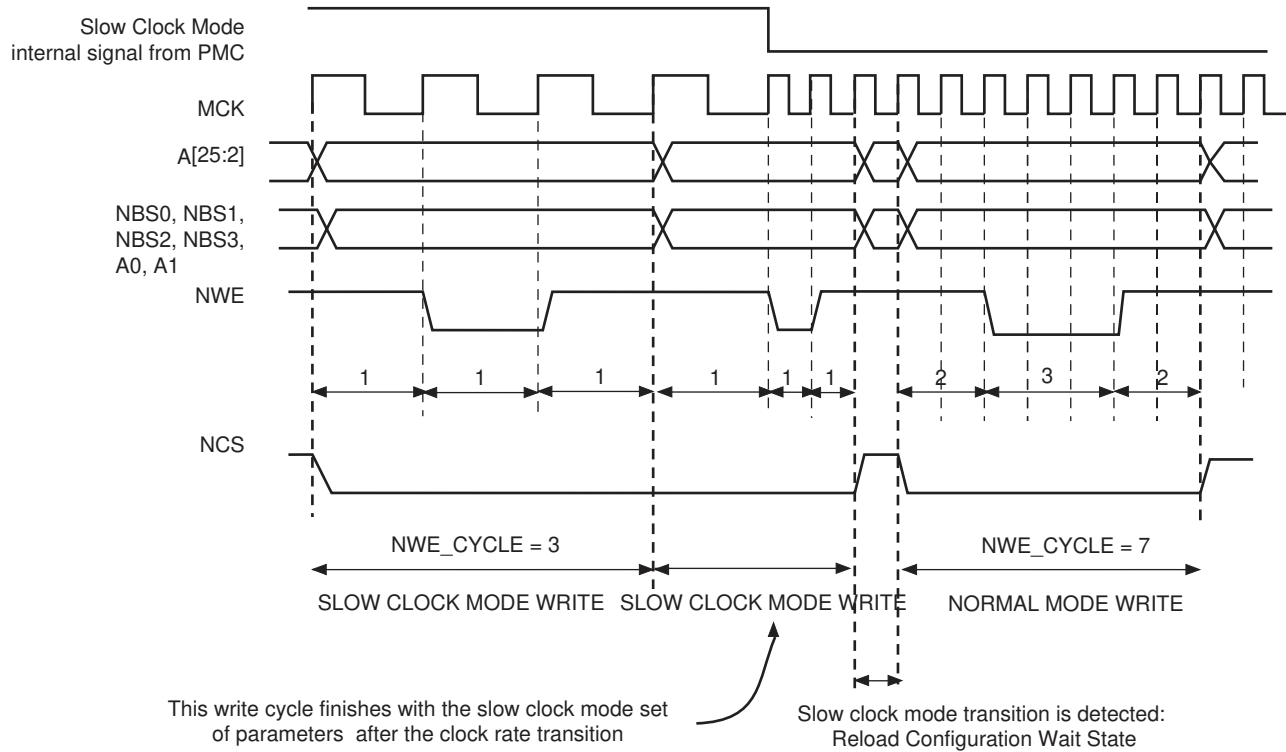 Slow Clock Mode
internal signal from PMC
MCK
A[25:2]
NBS0, NBS1,
NBS2, NBS3,
A0, A1
NWE
1 1 1 1 1 1 2 3 2
NCS
NWE_CYCLE = 3 NWE_CYCLE = 7
SLOW CLOCK MODE WRITE SLOW CLOCK MODE WRITE NORMAL MODE WRITE
This write cycle finishes with the slow clock mode set
of parameters after the clock rate transition
Slow clock mode transition is detected:
Reload Configuration Wait State